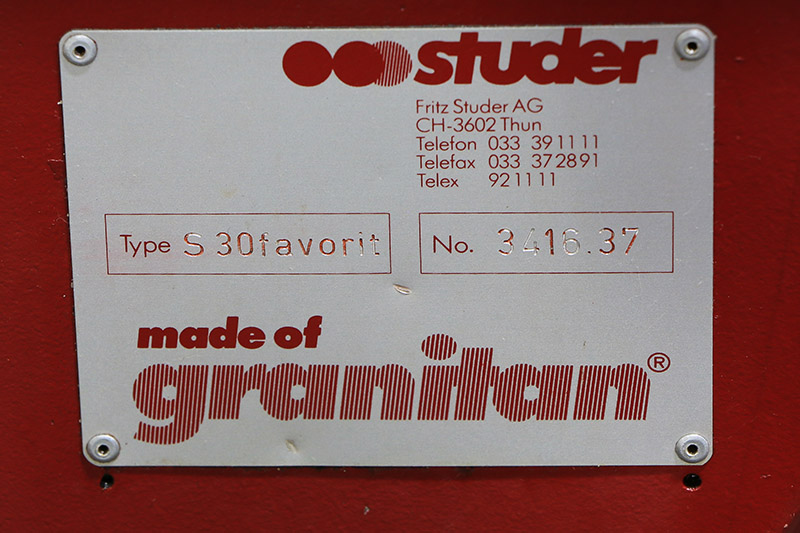 studer
Fritz Studer AG
CH-3602 Thun
Telefon 033 391111
Telefax 033 372891
Telex 921111
Type S 30favorit
No. 3416.37
made of
granitan®